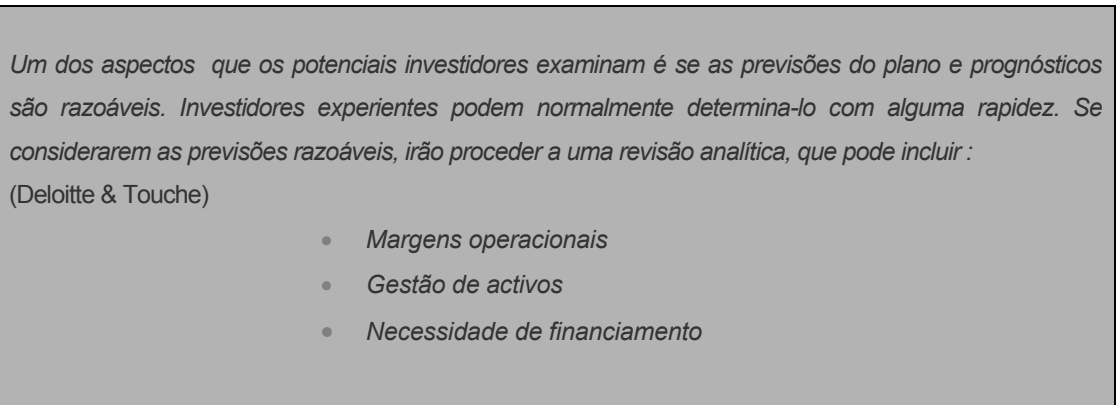 Um dos aspectos que os potenciais investidores examinam é se as previsões do plano e prognósticos
são razoáveis. Investidores experientes podem normalmente determina-lo com alguma rapidez. Se
considerarem as previsões razoáveis, irão proceder a uma revisão analítica, que pode incluir :
(Deloitte & Touche)
• Margens operacionais
• Gestão de activos
• Necessidade de financiamento